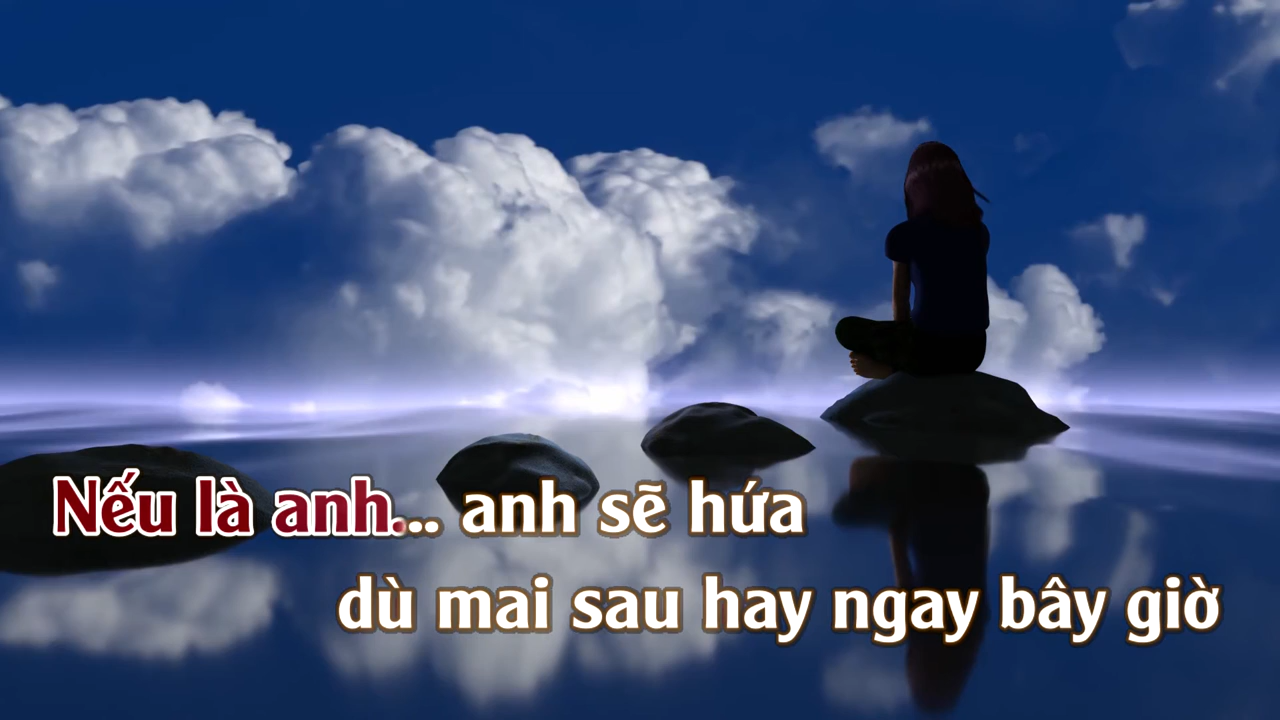 Nếu là anh... anh sẽ hứa
dù mai sau hay ngay bây giờ